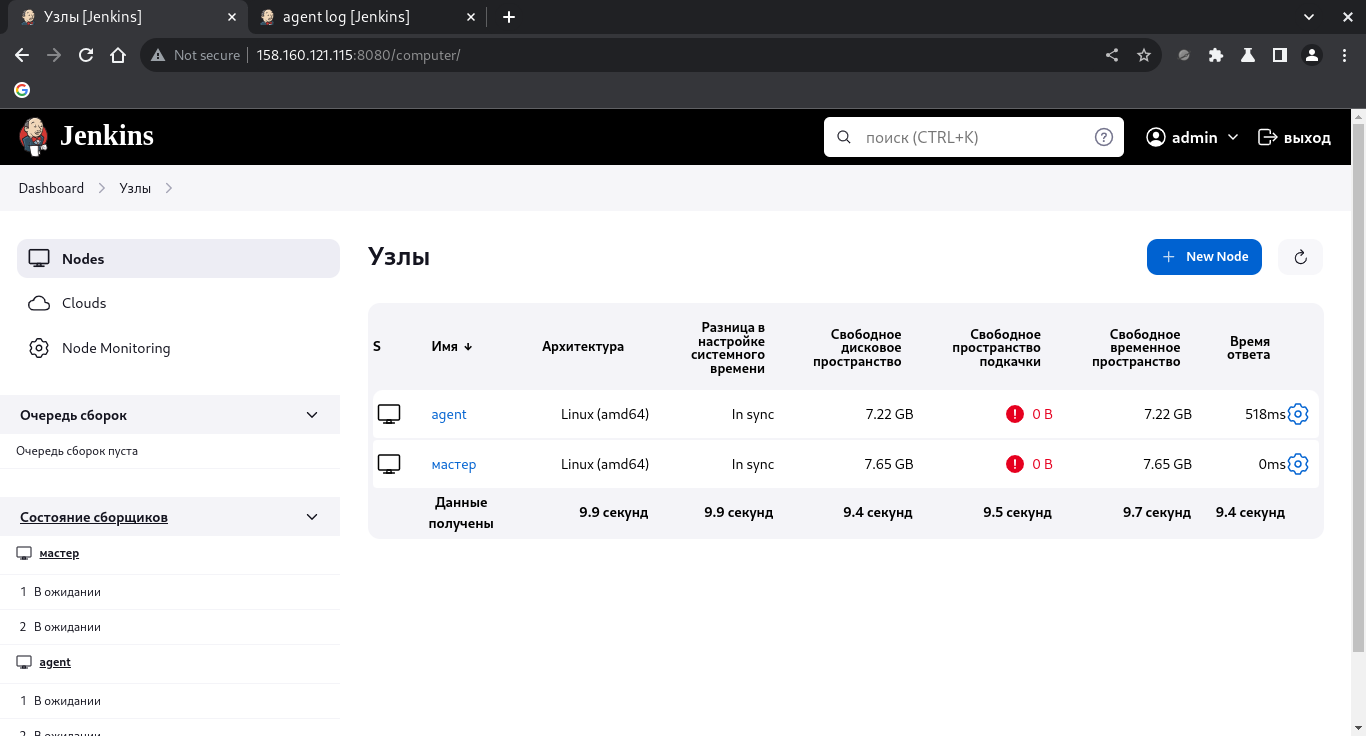 Узлы [Jenkins]
agent log [Jenkins]
Not secure
158.160.121.115:8080/computer/
Jenkins
поиск (CTRL+K)
admin
выход
Dashboard
Узлы
Nodes
Clouds
Node Monitoring
Очередь сборок
Очередь сборок пуста
Состояние сборщиков
мастер
1 В ожидании
2 В ожидании
agent
1 В ожидании
2 В ожидании
Узлы
New Node
S
Имя ↓
Архитектура
Разница в
настройке
системного
времени
Свободное
дисковое
пространство
Свободное
пространство
подкачки
Свободное
временное
пространство
Время
ответа
agent Linux (amd64) In sync 7.22 GB 0 B 7.22 GB 518ms
мастер Linux (amd64) In sync 7.65 GB 0 B 7.65 GB 0ms
Данные
получены
9.9 секунд 9.9 секунд 9.4 секунд 9.5 секунд 9.7 секунд 9.4 секунд